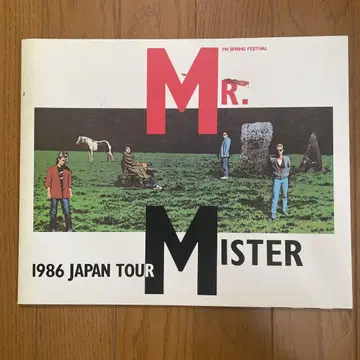 FM SPRING FESTIVAL
MR.
MISTER
1986 JAPAN TOUR